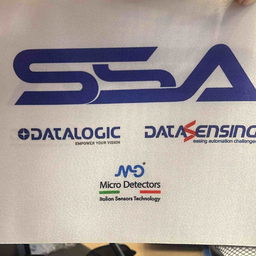 SSA
DATALOGIC
EMPOWER YOUR VISION
DATASENSING
easing automation challenges
MD
Micro Detectors
Italian Sensors Technology